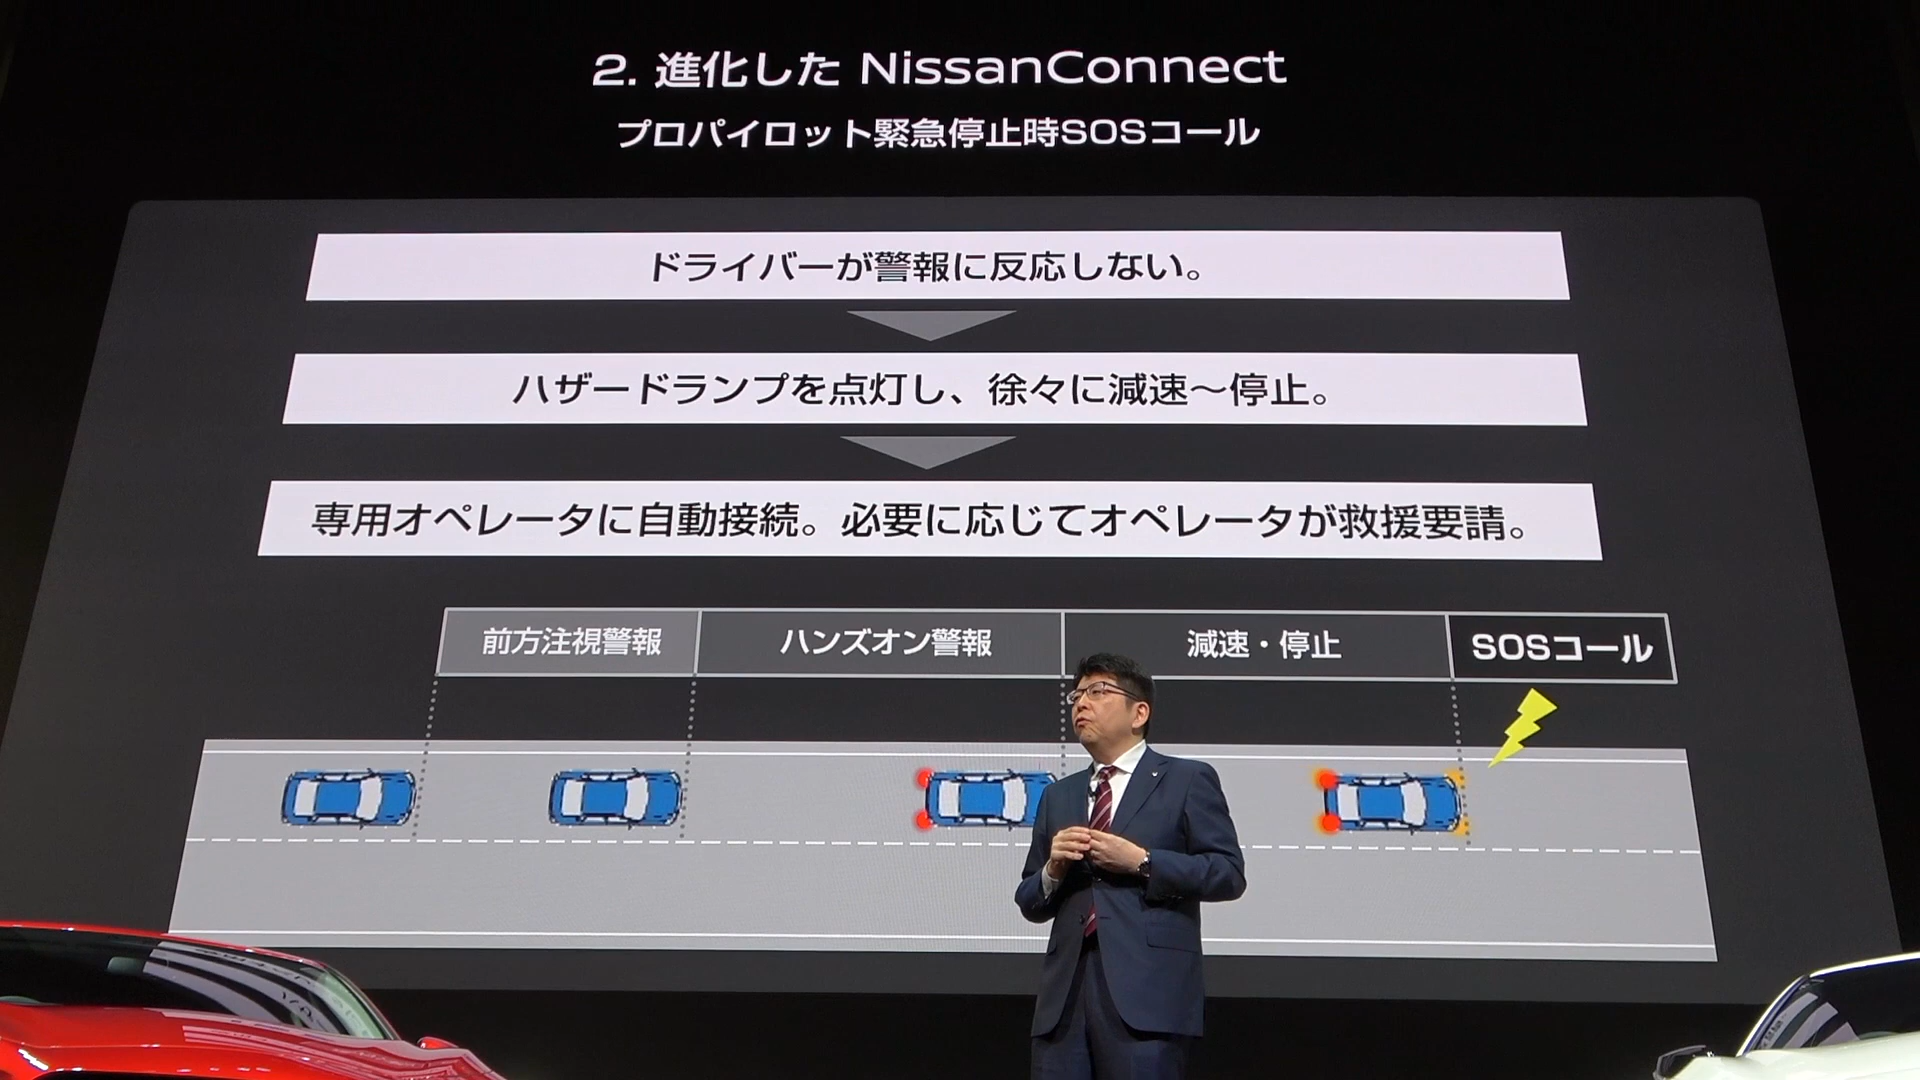 2. 進化した NissanConnect
プロパイロット緊急停止時SOSコール
ドライバーが警報に反応しない。
ハザードランプを点灯し、徐々に減速～停止。
専用オペレータに自動接続。必要に応じてオペレータが救援要請。
前方注視警報
ハンズオン警報
減速・停止
SOSコール